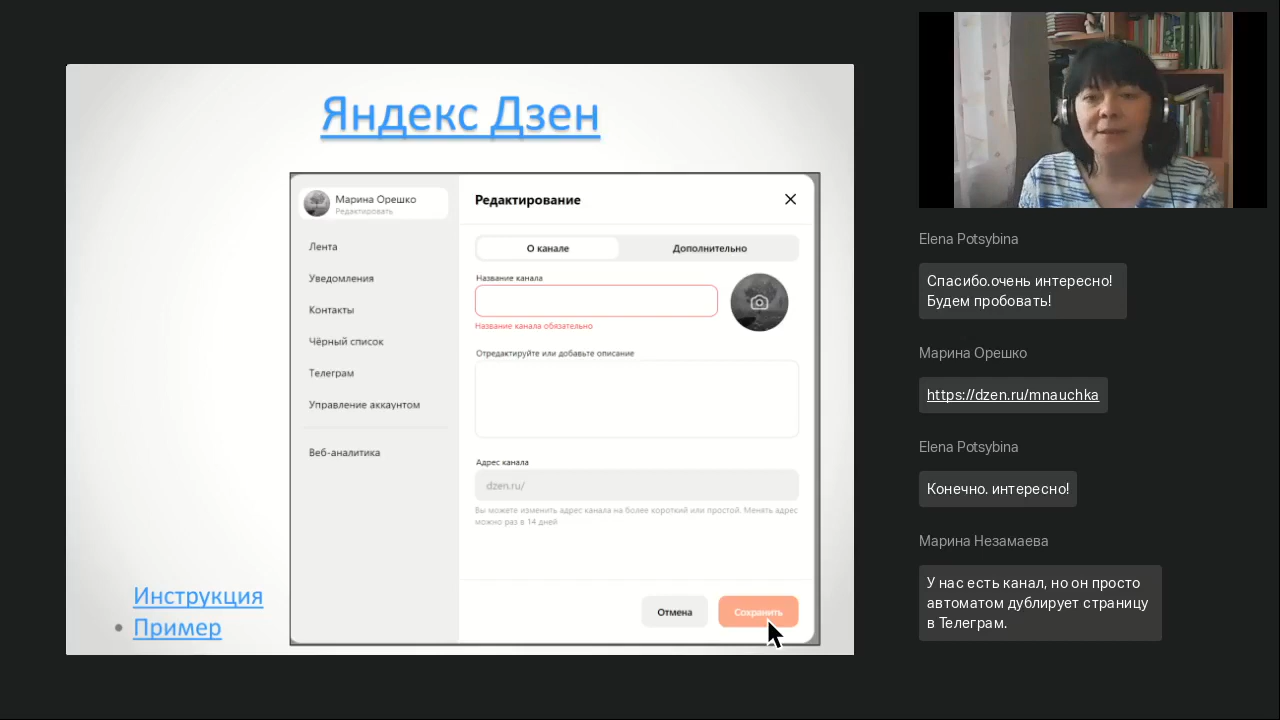 Яндекс Дзен
Марина Орешко
Редактировать
Лента
Уведомления
Контакты
Чёрный список
Телеграм
Управление аккаунтом
Веб-аналитика
Редактирование
О канале
Дополнительно
Название канала
Название канала обязательно
Отредактируйте или добавьте описание
Адрес канала
dzen.ru/
Вы можете изменить адрес канала на более короткий или простой. Менять адрес
можно раз в 14 дней
Отмена
Сохранить
Инструкция
• Пример
Elena Potsybina
Спасибо.очень интересно!
Будем пробовать!
Марина Орешко
https://dzen.ru/mnauchka
Elena Potsybina
Конечно. интересно!
Марина Незамаева
У нас есть канал, но он просто
автоматом дублирует страницу
в Телеграм.